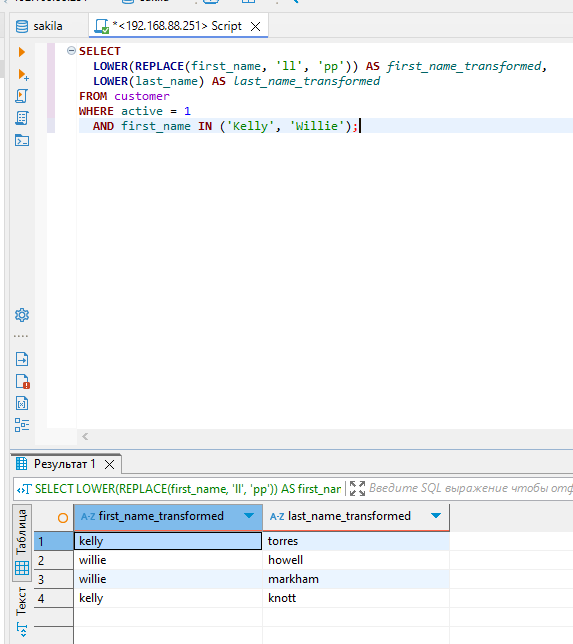 sakila
*<192.168.88.251> Script
SELECT
LOWER(REPLACE(first_name, 'll', 'pp')) AS first_name_transformed,
LOWER(last_name) AS last_name_transformed
FROM customer
WHERE active = 1
AND first_name IN ('Kelly', 'Willie');
Результат 1
SELECT LOWER(REPLACE(first_name, 'll', 'pp')) AS first_nar
Введите SQL выражение чтобы отф
Таблица
Текст
A-Z first_name_transformed A-Z last_name_transformed
1 kelly torres
2 willie howell
3 willie markham
4 kelly knott